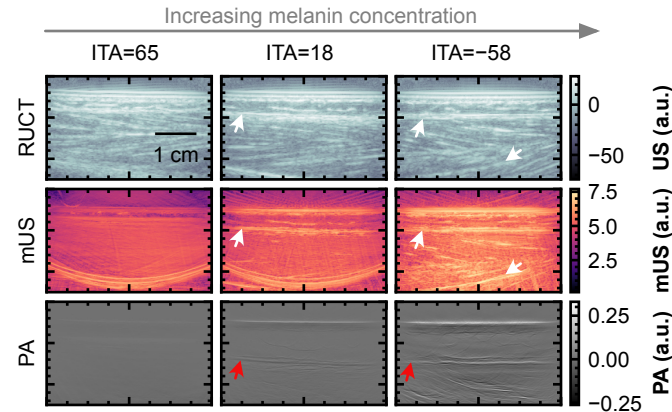 Increasing melanin concentration
ITA=65 ITA=18 ITA=−58
RUCT
1 cm
0
−50
US (a.u.)
mUS
7.5
5.0
2.5
mUS (a.u.)
PA
0.25
0.00
−0.25
PA (a.u.)